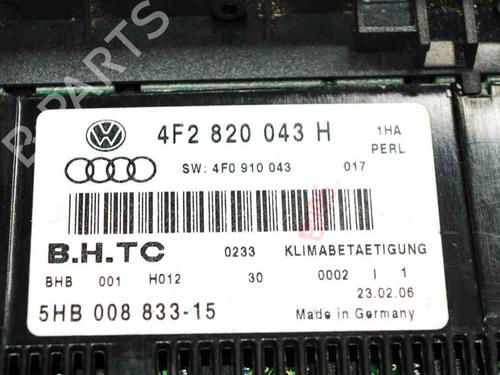 4F2 820 043 H
1HA
PERL
SW: 4F0 910 043
017
B.H.TC
0233
KLIMABETAETIGUNG
BHB 001 H012 30 0002 I 1
23.02.06
5HB 008 833-15
Made in Germany
B-PARTS